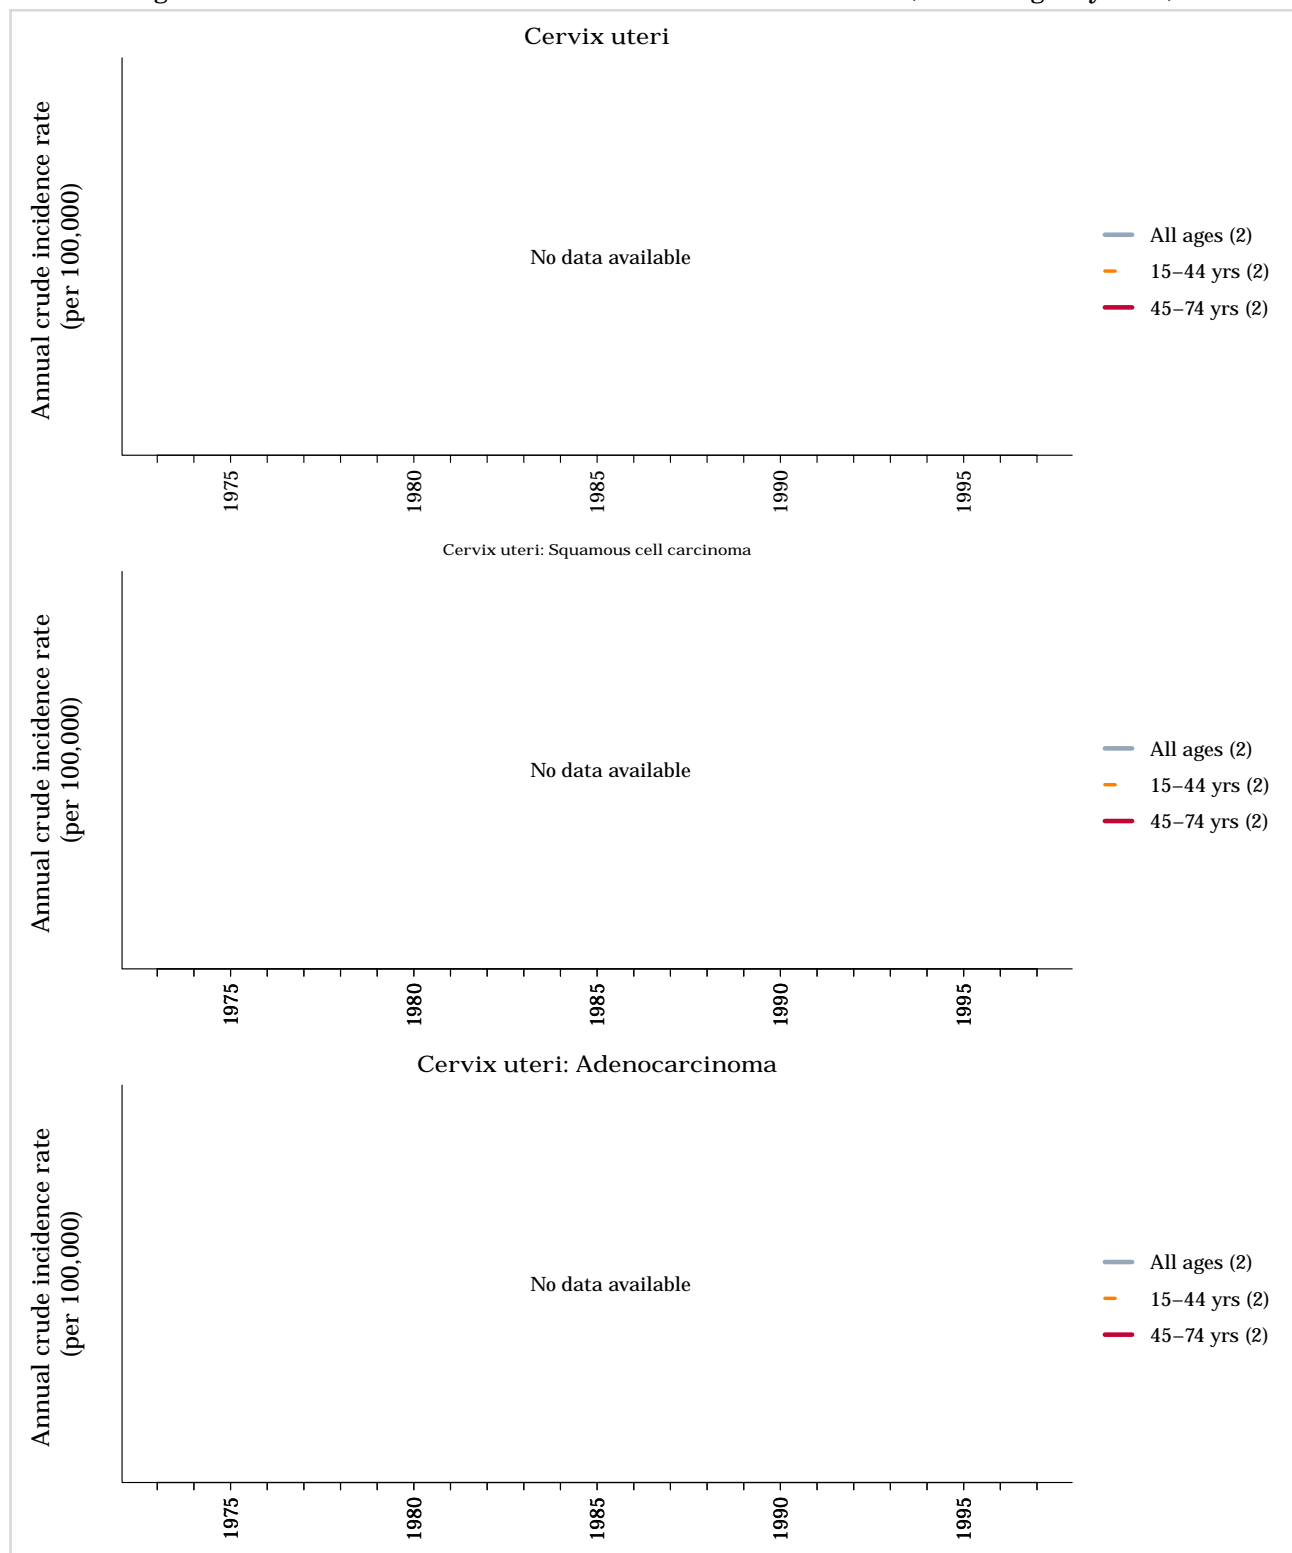 Cervix uteri
Annual crude incidence rate
(per 100,000)
No data available
All ages (2)
15–44 yrs (2)
45–74 yrs (2)
1975
1980
1985
1990
1995
Cervix uteri: Squamous cell carcinoma
Annual crude incidence rate
(per 100,000)
No data available
All ages (2)
15–44 yrs (2)
45–74 yrs (2)
1975
1980
1985
1990
1995
Cervix uteri: Adenocarcinoma
Annual crude incidence rate
(per 100,000)
No data available
All ages (2)
15–44 yrs (2)
45–74 yrs (2)
1975
1980
1985
1990
1995